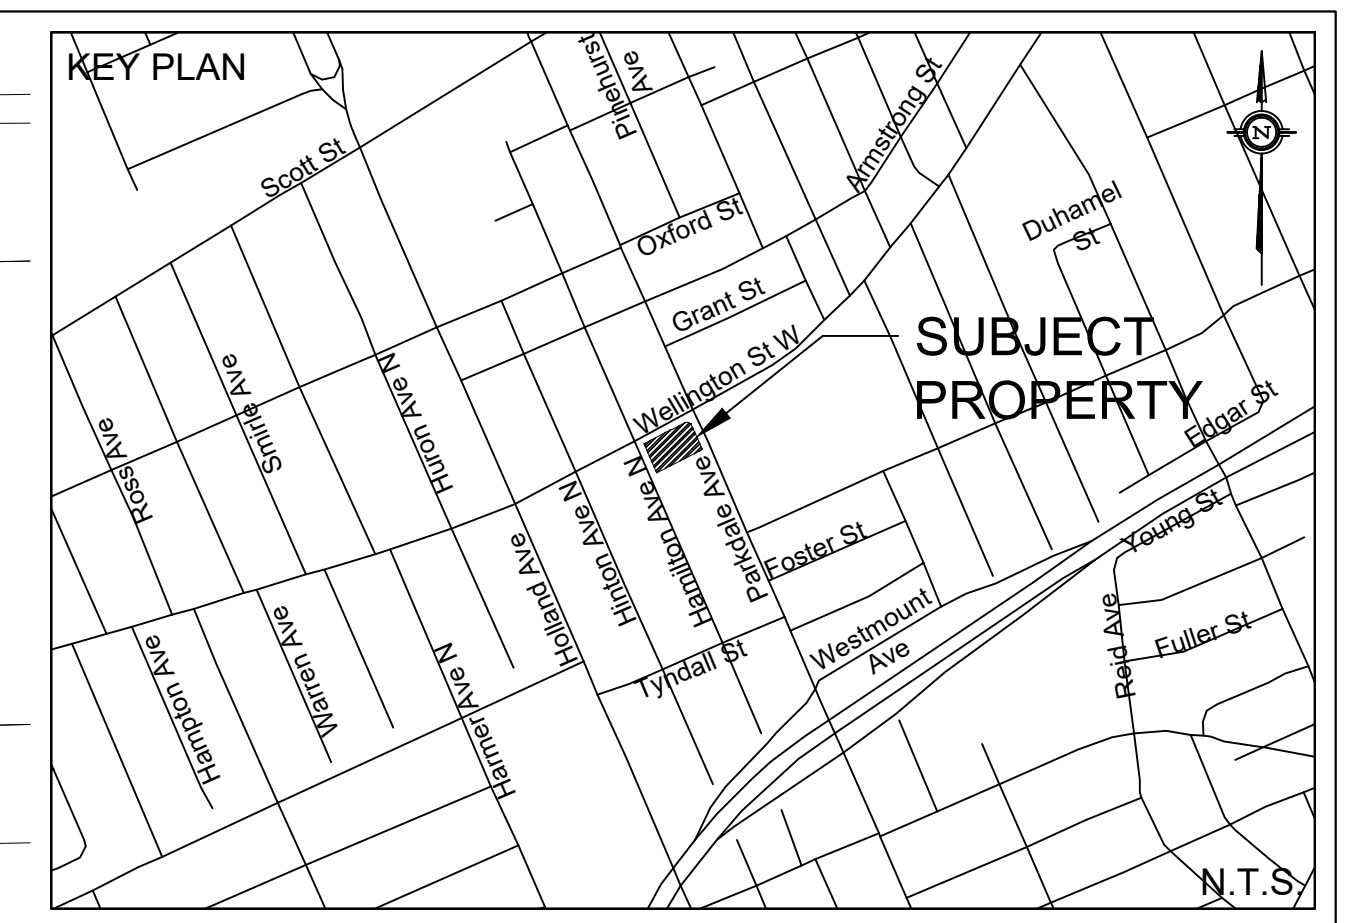 KEY PLAN
Pinehurst
Ave
Armstrong St
Scott St
N
Duhamel
St
Oxford St
Grant St
SUBJECT
PROPERTY
Wellington St W
Edgar St
Ross Ave
Smirle Ave
Huron Ave N
Holland Ave
Hinton Ave N
Hamilton Ave N
Parkdale Ave
Foster St
Young St
Westmount
Ave
Reid Ave
Fuller St
Tyndall St
Hampton Ave
Warren Ave
Harmer Ave N
N.T.S.